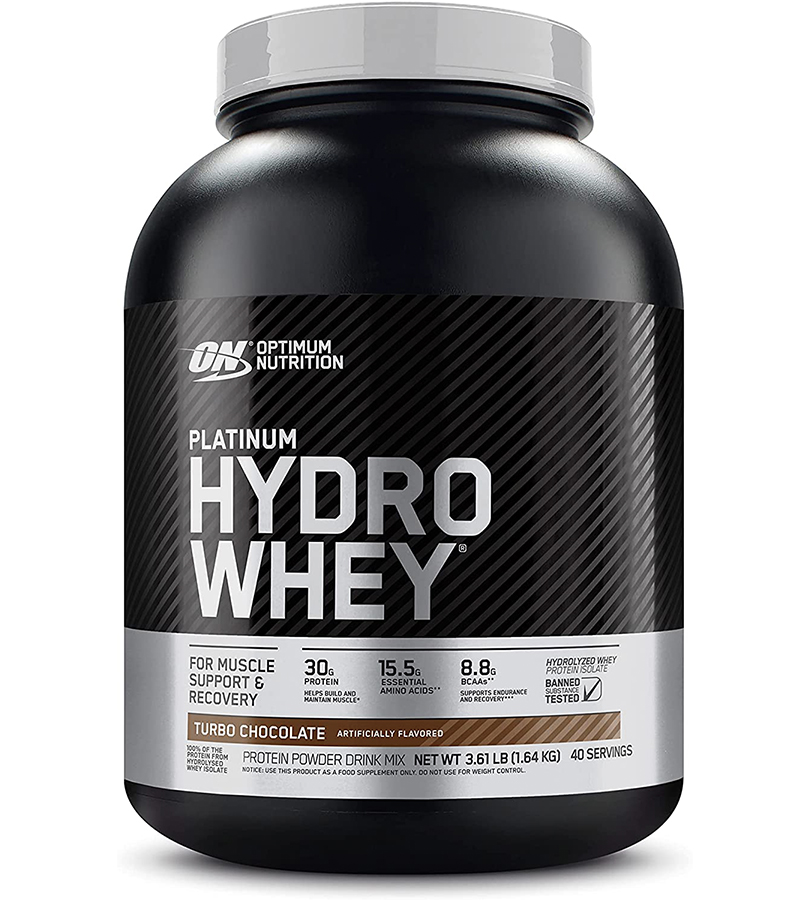 ON® OPTIMUM
NUTRITION
PLATINUM
HYDRO
WHEY®
FOR MUSCLE
SUPPORT &
RECOVERY
30G
PROTEIN
HELPS BUILD AND
MAINTAIN MUSCLE*
15.5G
ESSENTIAL
AMINO ACIDS**
8.8G
BCAAs**
SUPPORTS ENDURANCE
AND RECOVERY***
HYDROLYZED WHEY
PROTEIN ISOLATE
BANNED
SUBSTANCE
TESTED
TURBO CHOCOLATE ARTIFICIALLY FLAVORED
100% OF THE
PROTEIN FROM
HYDROLYSED
WHEY ISOLATE
PROTEIN POWDER DRINK MIX NET WT 3.61 LB (1.64 KG) 40 SERVINGS
NOTICE: USE THIS PRODUCT AS A FOOD SUPPLEMENT ONLY. DO NOT USE FOR WEIGHT CONTROL.